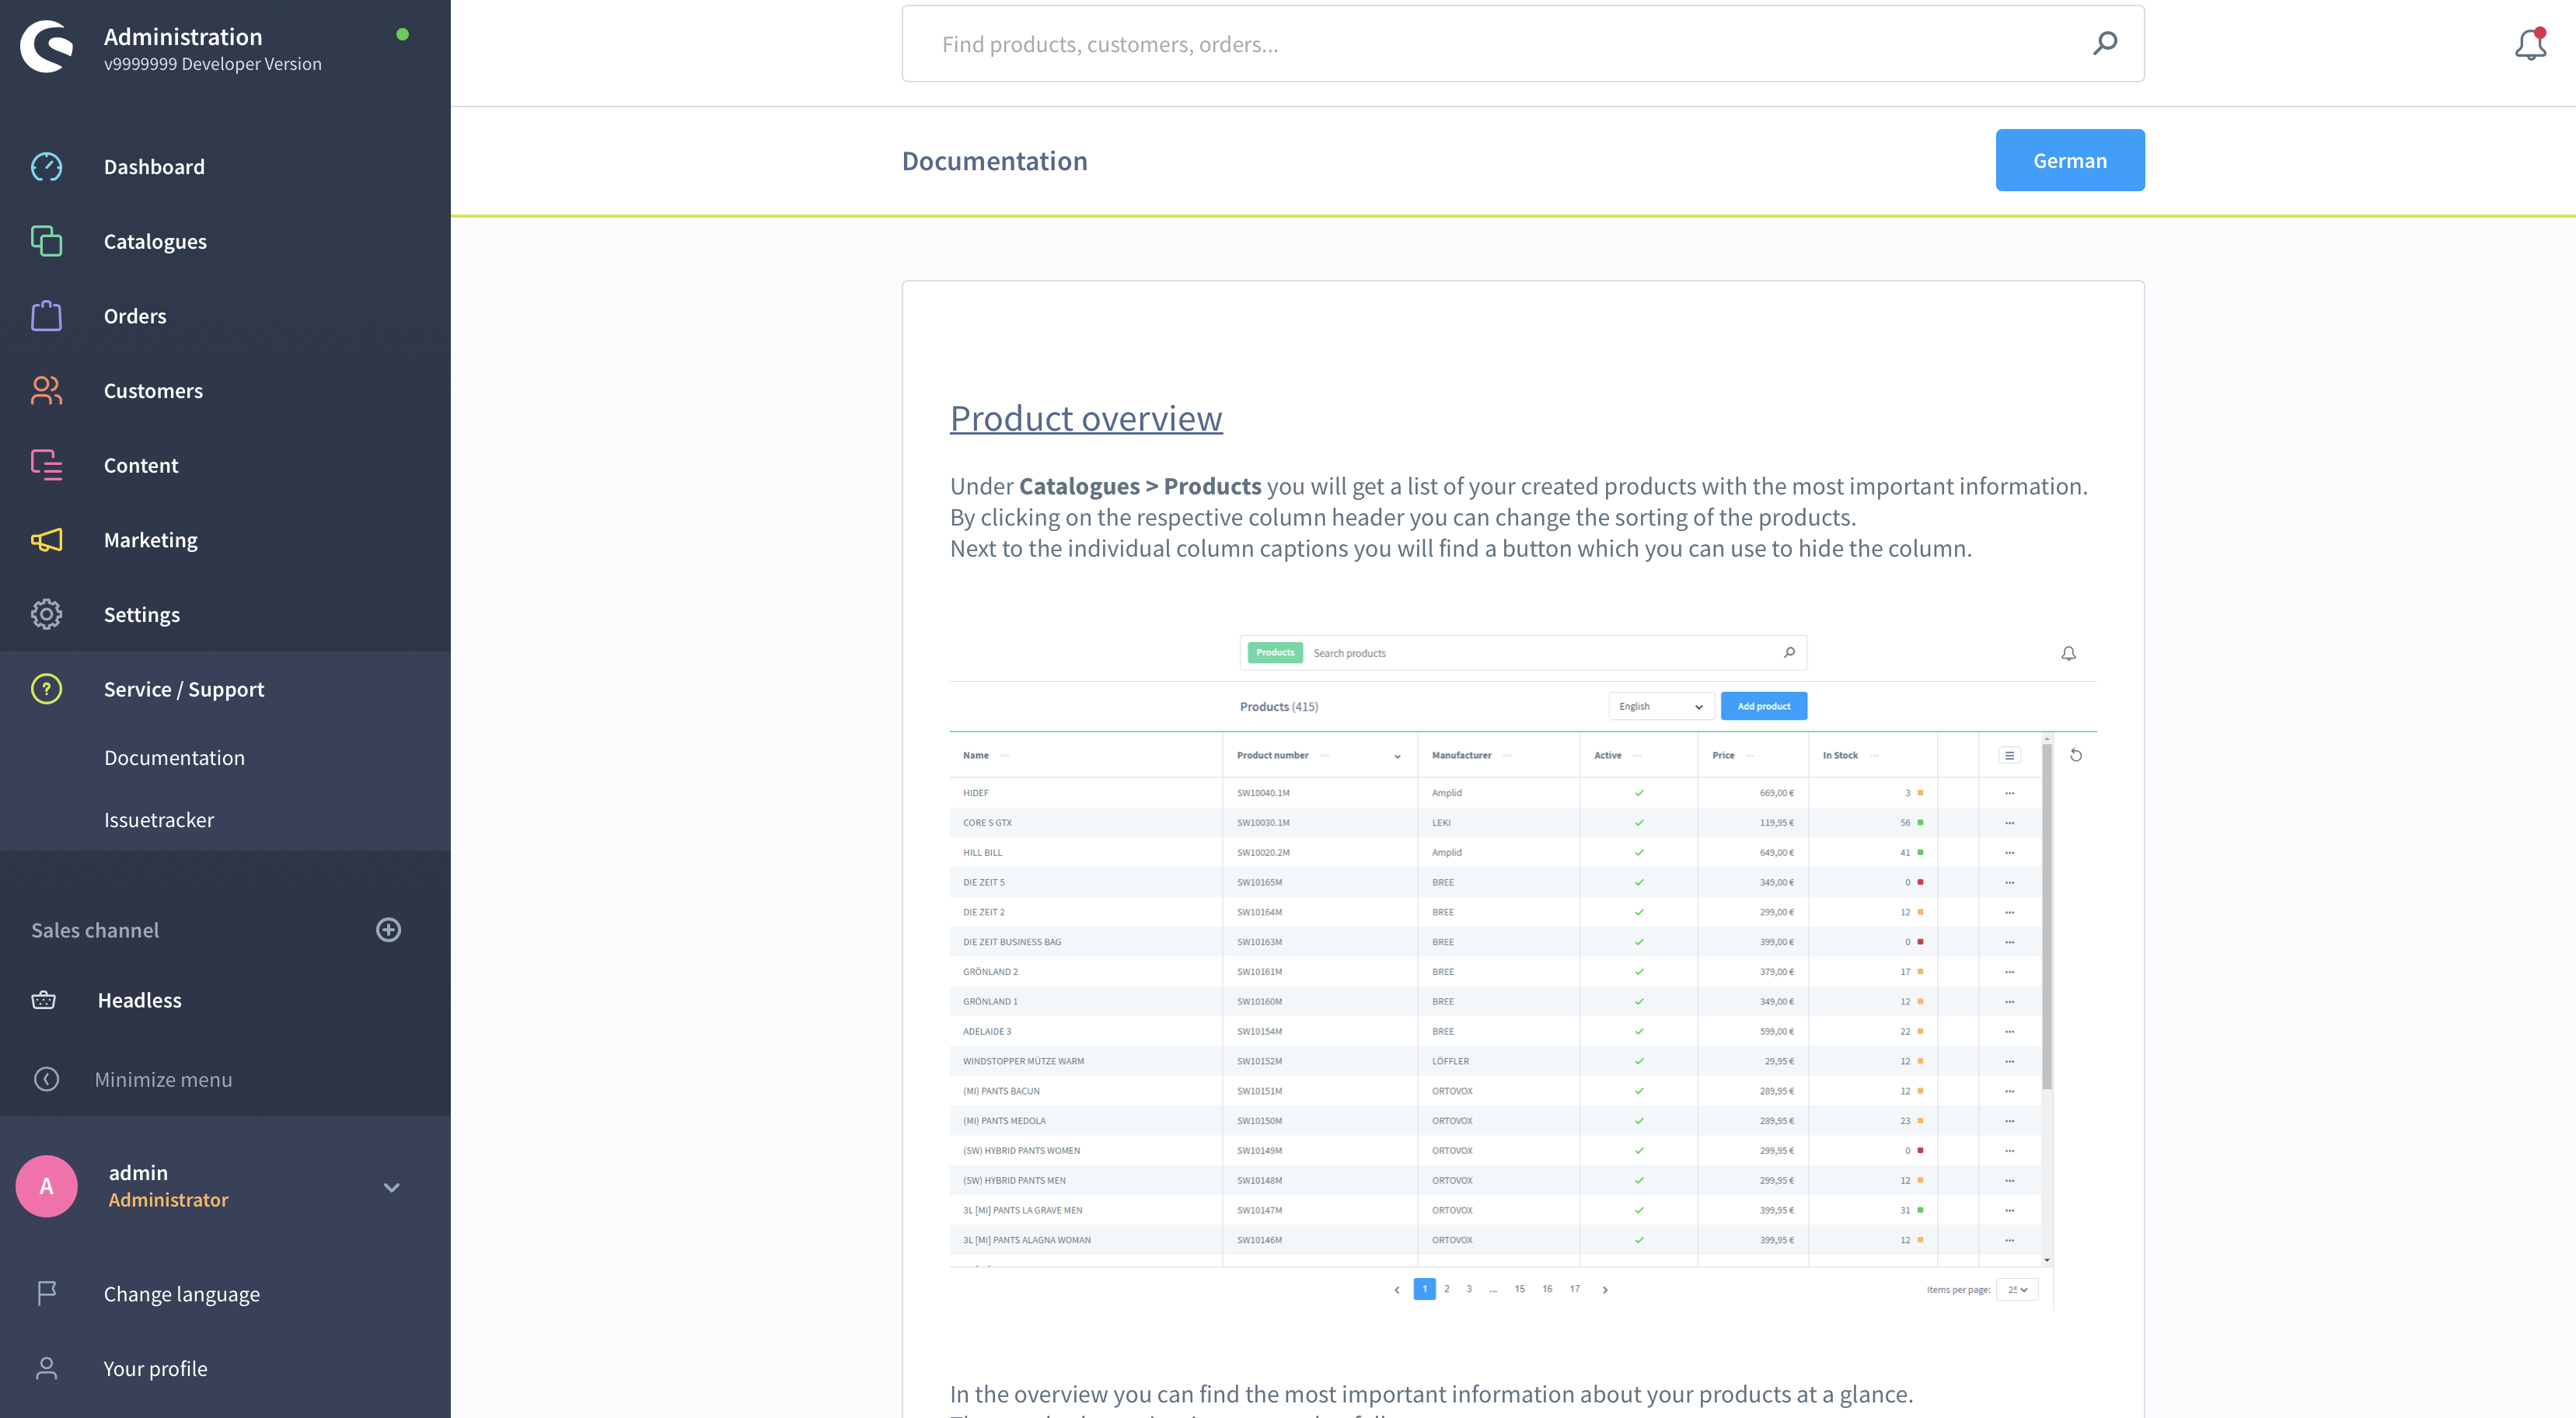 Administration
v9999999 Developer Version
Dashboard
Catalogues
Orders
Customers
Content
Marketing
Settings
Service / Support
Documentation
Issuetracker
Sales channel
Headless
Minimize menu
A
admin
Administrator
Change language
Your profile
Find products, customers, orders...
Documentation
German
Product overview
Under Catalogues > Products you will get a list of your created products with the most important information.
By clicking on the respective column header you can change the sorting of the products.
Next to the individual column captions you will find a button which you can use to hide the column.
Products Search products
Products (415) English Add product
Name Product number Manufacturer Active Price In Stock
HIDEF SW10040.1M Amplid 669,00 € 3
CORE S GTX SW10030.1M LEKI 119,95 € 56
HILL BILL SW10020.2M Amplid 649,00 € 41
DIE ZEIT 5 SW10165M BREE 349,00 € 0
DIE ZEIT 2 SW10164M BREE 299,00 € 12
DIE ZEIT BUSINESS BAG SW10163M BREE 399,00 € 0
GRÖNLAND 2 SW10161M BREE 379,00 € 17
GRÖNLAND 1 SW10160M BREE 349,00 € 12
ADELAIDE 3 SW10154M BREE 599,00 € 22
WINDSTOPPER MÜTZE WARM SW10152M LÖFFLER 29,95 € 12
(MI) PANTS BACUN SW10151M ORTOVOX 289,95 € 12
(MI) PANTS MEDOLA SW10150M ORTOVOX 289,95 € 23
(SW) HYBRID PANTS WOMEN SW10149M ORTOVOX 299,95 € 0
(SW) HYBRID PANTS MEN SW10148M ORTOVOX 299,95 € 12
3L [MI] PANTS LA GRAVE MEN SW10147M ORTOVOX 399,95 € 31
3L [MI] PANTS ALAGNA WOMAN SW10146M ORTOVOX 399,95 € 12
1 2 3 ... 15 16 17 Items per page: 25
In the overview you can find the most important information about your products at a glance.